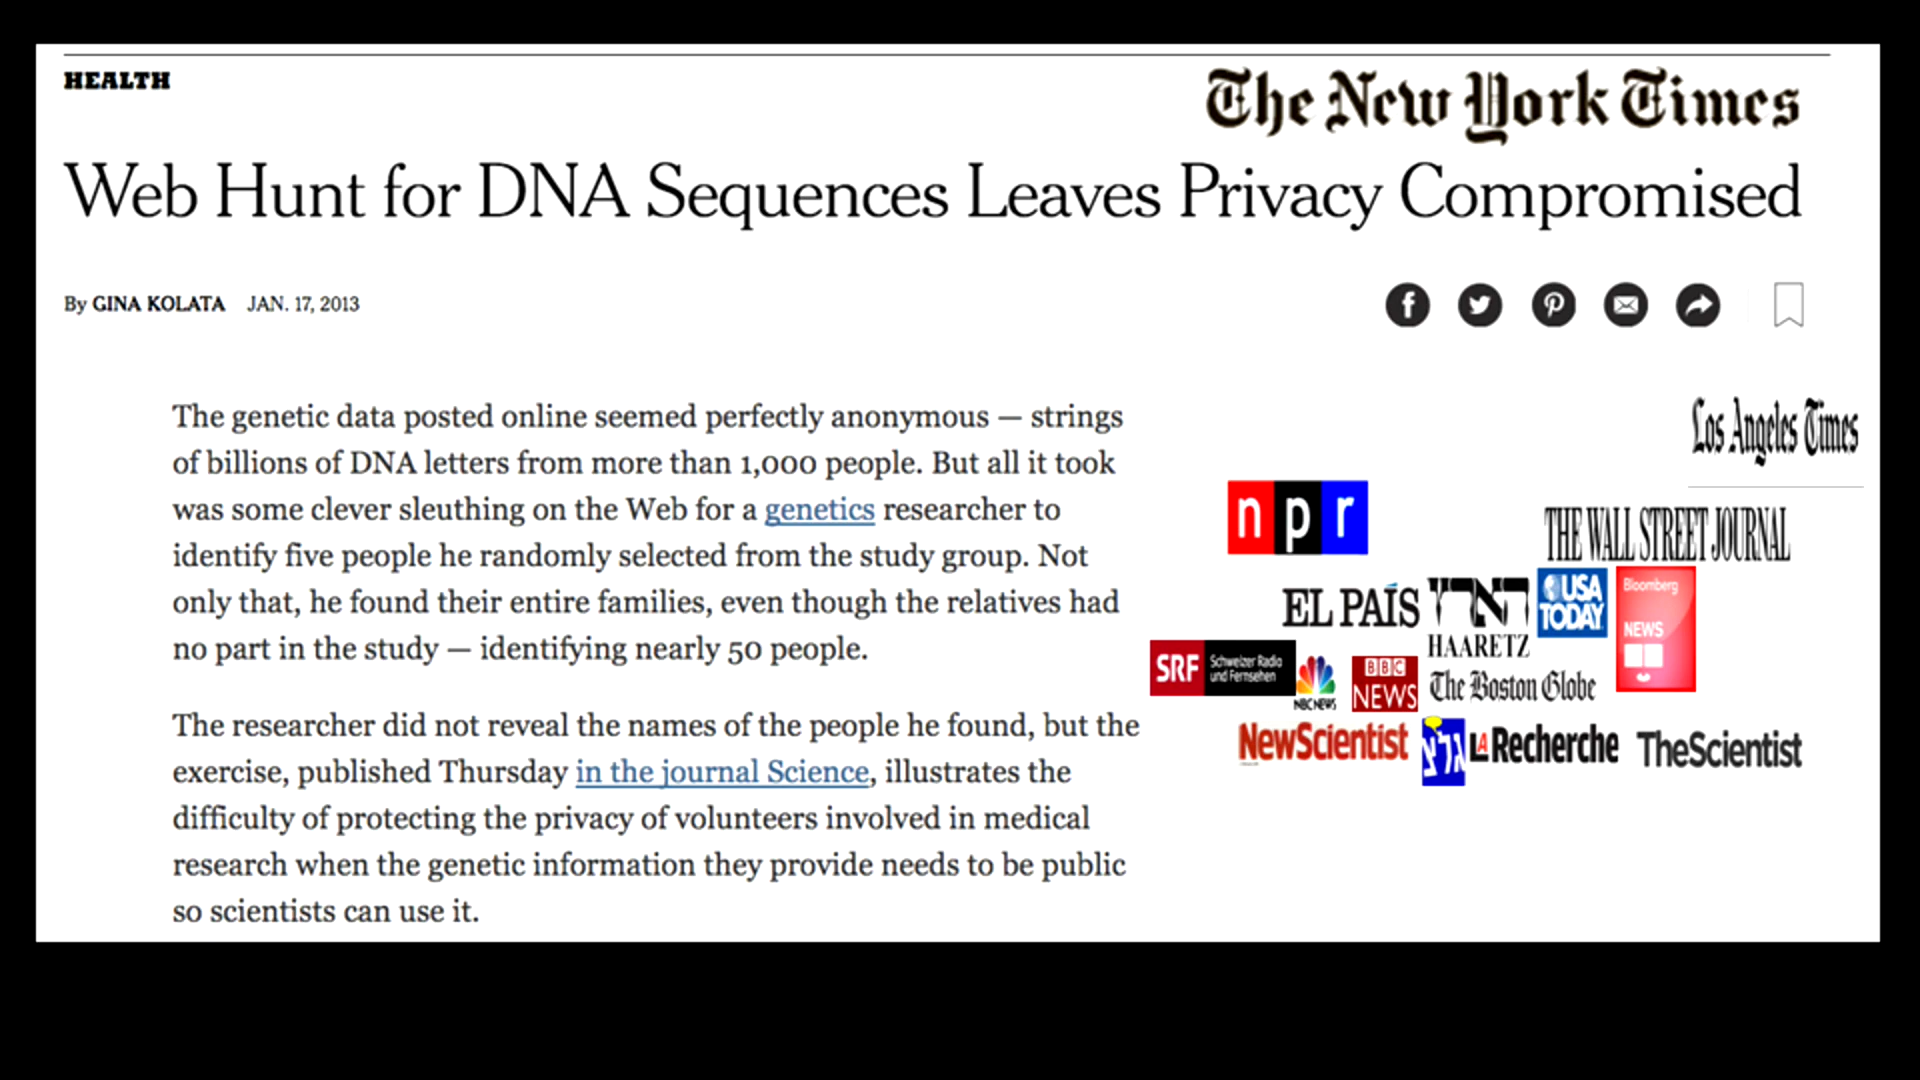 HEALTH
The New York Times
Web Hunt for DNA Sequences Leaves Privacy Compromised
By GINA KOLATA JAN. 17, 2013
The genetic data posted online seemed perfectly anonymous — strings
of billions of DNA letters from more than 1,000 people. But all it took
was some clever sleuthing on the Web for a genetics researcher to
identify five people he randomly selected from the study group. Not
only that, he found their entire families, even though the relatives had
no part in the study — identifying nearly 50 people.
The researcher did not reveal the names of the people he found, but the
exercise, published Thursday in the journal Science, illustrates the
difficulty of protecting the privacy of volunteers involved in medical
research when the genetic information they provide needs to be public
so scientists can use it.
Los Angeles Times
npr
THE WALL STREET JOURNAL
EL PAÍS
הארץ
HAARETZ
USA
TODAY
Bloomberg
NEWS
SRF Schweizer Radio
und Fernsehen
NBC NEWS
BBC
NEWS
The Boston Globe
NewScientist
גלצ
LA Recherche
TheScientist